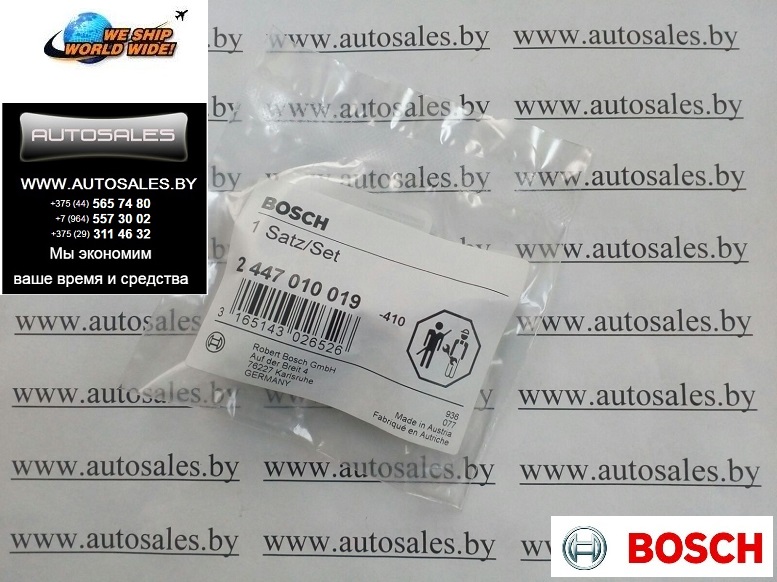 WE SHIP
WORLD WIDE!
AUTOSALES
WWW.AUTOSALES.BY
+375 (44) 565 74 80
+7 (964) 557 30 02
+375 (29) 311 46 32
Мы экономим
ваше время и средства
www.autosales.by
www.autosales.by
.by
www.autosales.by
.by
www.autosales.by
www.autosales.by
www.autosales.by
www.autosales.by
www.autosales.by
www.autosales.by
www.autosales.by
www.autosales.by
www.autosales.by
www.autosales.by
BOSCH
1 Satz/Set
2 447 010 019
-410
3 165143 026526
Robert Bosch GmbH
Auf der Breit 4
76227 Karlsruhe
GERMANY
938
077
Made in Austria
Fabriqué en Autriche
BOSCH